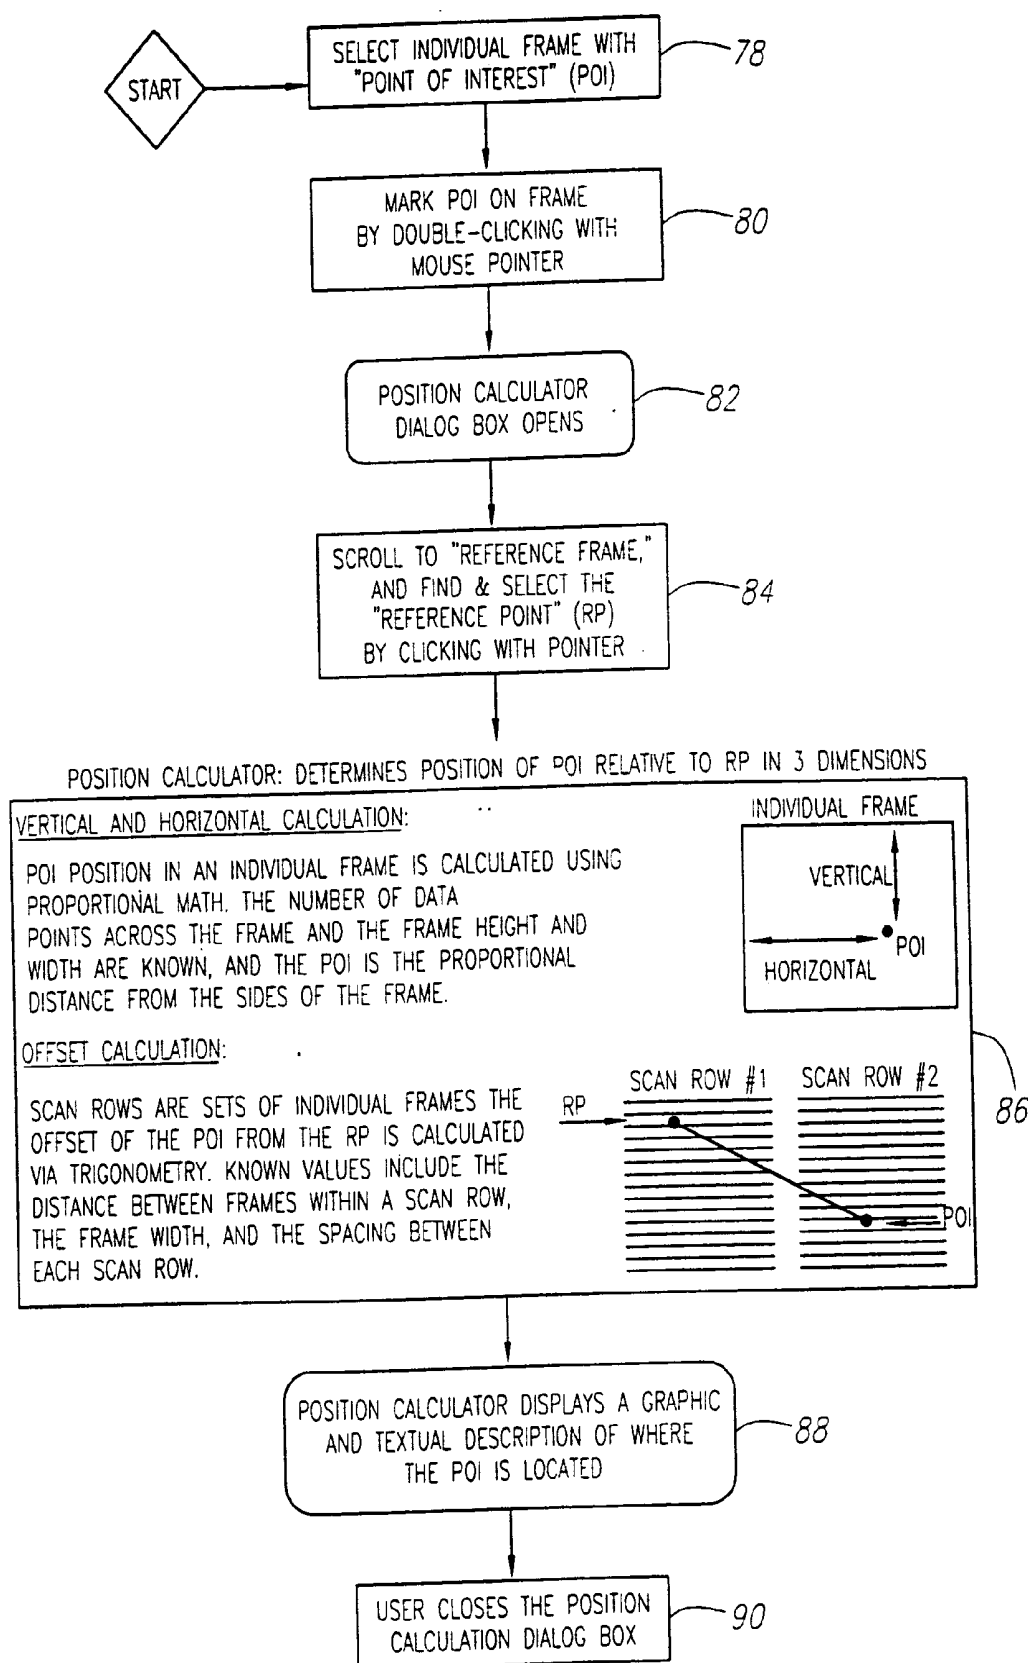 START
SELECT INDIVIDUAL FRAME WITH
"POINT OF INTEREST" (POI)
78
MARK POI ON FRAME
BY DOUBLE-CLICKING WITH
MOUSE POINTER
80
POSITION CALCULATOR
DIALOG BOX OPENS
82
SCROLL TO "REFERENCE FRAME,"
AND FIND & SELECT THE
"REFERENCE POINT" (RP)
BY CLICKING WITH POINTER
84
POSITION CALCULATOR: DETERMINES POSITION OF POI RELATIVE TO RP IN 3 DIMENSIONS
VERTICAL AND HORIZONTAL CALCULATION:
POI POSITION IN AN INDIVIDUAL FRAME IS CALCULATED USING
PROPORTIONAL MATH. THE NUMBER OF DATA
POINTS ACROSS THE FRAME AND THE FRAME HEIGHT AND
WIDTH ARE KNOWN, AND THE POI IS THE PROPORTIONAL
DISTANCE FROM THE SIDES OF THE FRAME.
INDIVIDUAL FRAME
VERTICAL
POI
HORIZONTAL
OFFSET CALCULATION:
SCAN ROWS ARE SETS OF INDIVIDUAL FRAMES THE
OFFSET OF THE POI FROM THE RP IS CALCULATED
VIA TRIGONOMETRY. KNOWN VALUES INCLUDE THE
DISTANCE BETWEEN FRAMES WITHIN A SCAN ROW,
THE FRAME WIDTH, AND THE SPACING BETWEEN
EACH SCAN ROW.
SCAN ROW #1
SCAN ROW #2
RP
POI
86
POSITION CALCULATOR DISPLAYS A GRAPHIC
AND TEXTUAL DESCRIPTION OF WHERE
THE POI IS LOCATED
88
USER CLOSES THE POSITION
CALCULATION DIALOG BOX
90